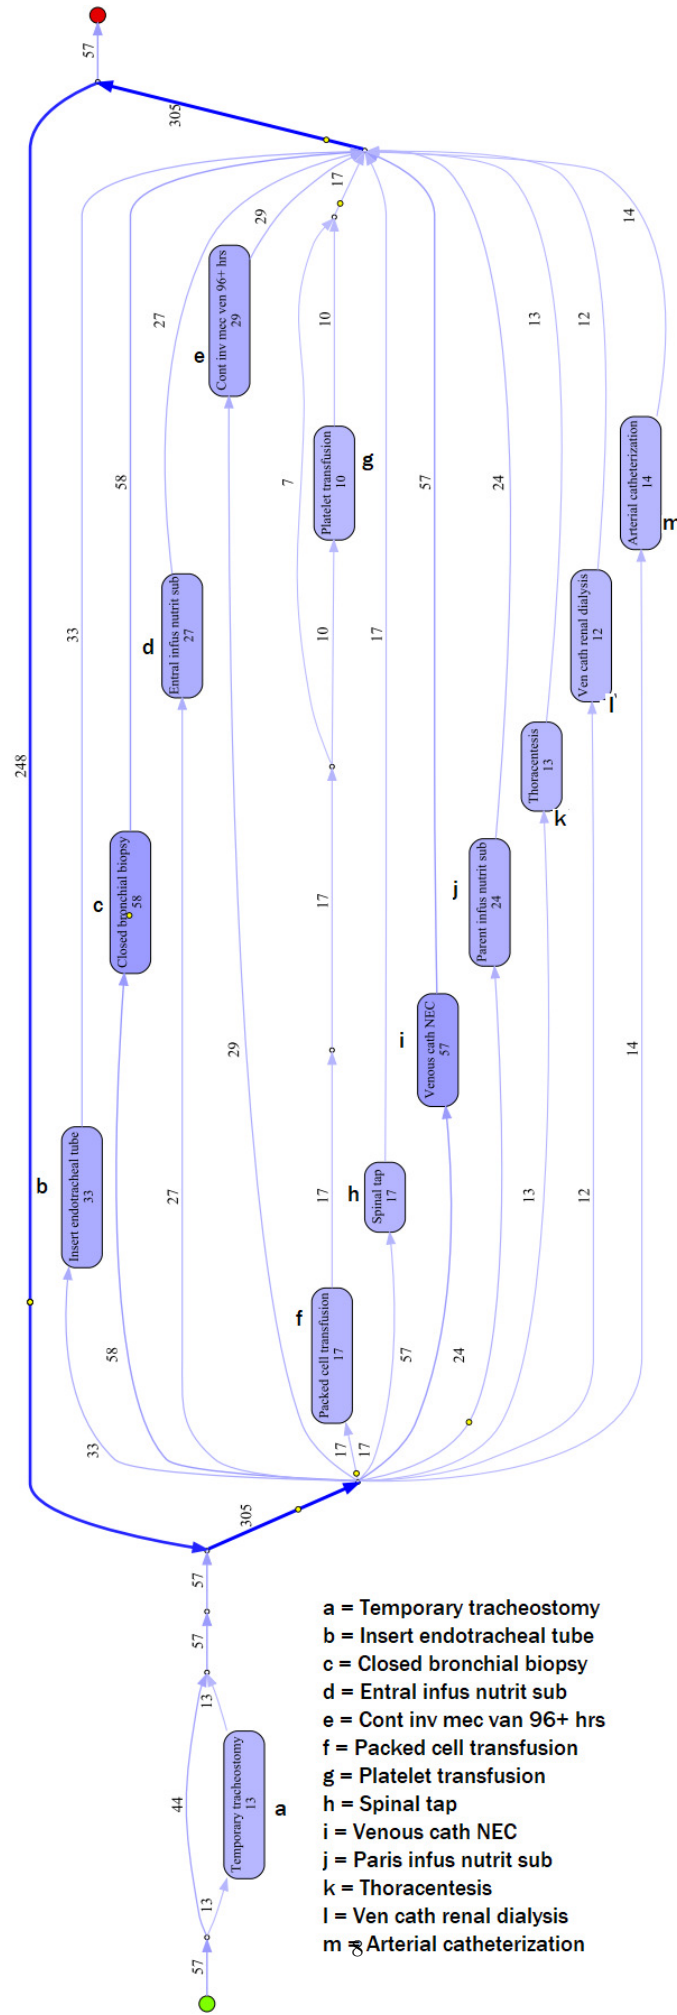 57
305
17
29
14
Cont inv mec ven 96+ hrs
29
e
27
10
13
12
Arterial catheterization
14
m
Platelet transfusion
10
g
58
7
57
24
33
17
10
Entral infus nutrit sub
27
d
Ven cath renal dialysis
12
l
248
Thoracentesis
13
k
Closed bronchial biopsy
58
c
17
Parent infus nutrit sub
24
j
Venous cath NEC
57
i
29
14
Insert endotracheal tube
33
b
27
17
Spinal tap
17
h
13
12
Packed cell transfusion
17
f
58
57
24
33
17
17
305
57
57
13
44
Temporary tracheostomy
13
a
13
57
a = Temporary tracheostomy
b = Insert endotracheal tube
c = Closed bronchial biopsy
d = Entral infus nutrit sub
e = Cont inv mec van 96+ hrs
f = Packed cell transfusion
g = Platelet transfusion
h = Spinal tap
i = Venous cath NEC
j = Paris infus nutrit sub
k = Thoracentesis
l = Ven cath renal dialysis
m = Arterial catheterization